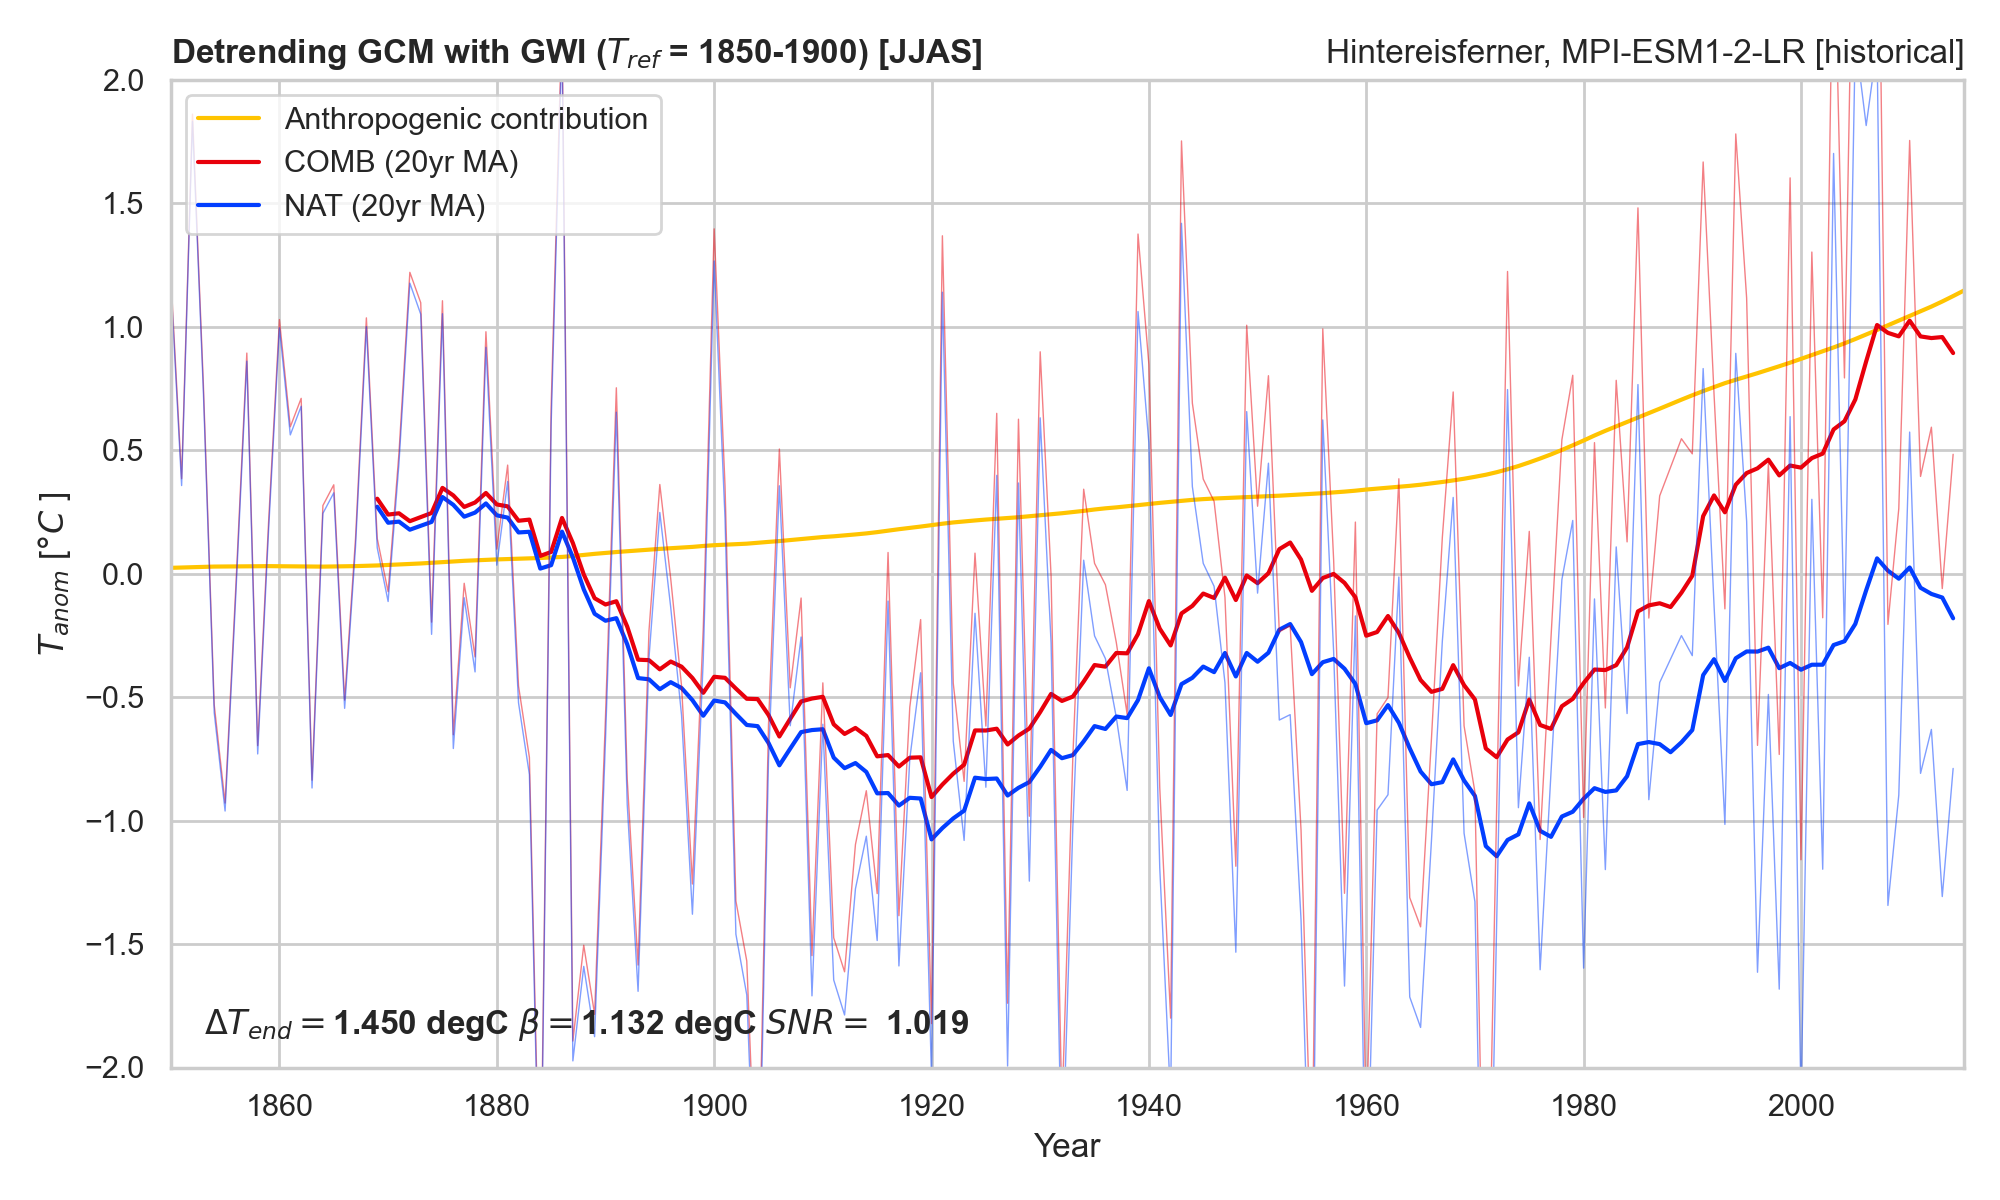 Detrending GCM with GWI (T_ref = 1850-1900) [JJAS]
Hintereisferner, MPI-ESM1-2-LR [historical]
Anthropogenic contribution
COMB (20yr MA)
NAT (20yr MA)
2.0
1.5
1.0
0.5
0.0
−0.5
−1.0
−1.5
−2.0
T_anom [°C]
ΔT_end = 1.450 degC β = 1.132 degC SNR = 1.019
1860 1880 1900 1920 1940 1960 1980 2000
Year